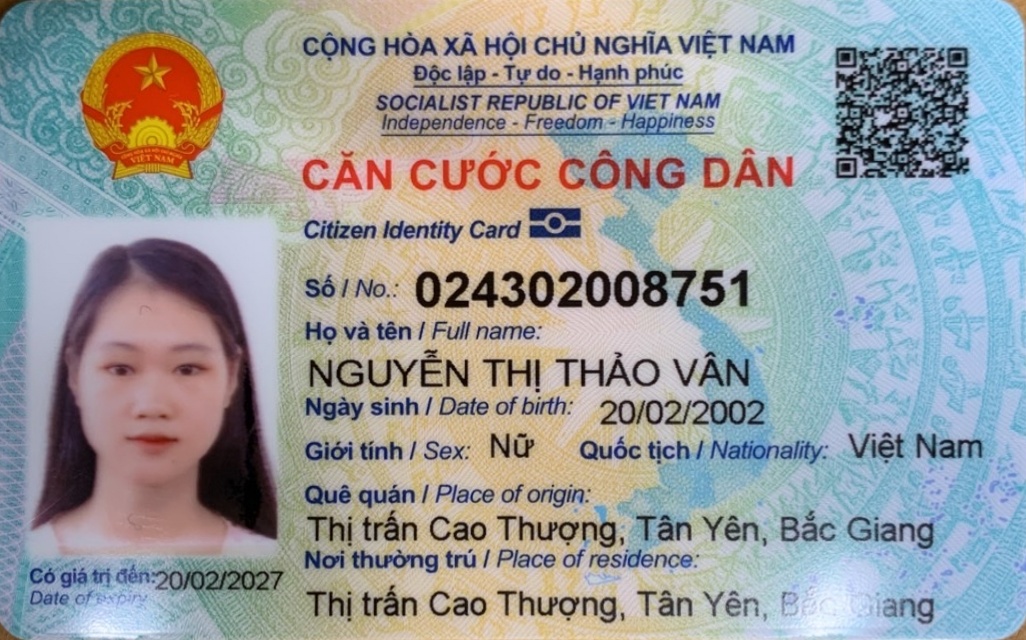 CỘNG HÒA XÃ HỘI CHỦ NGHĨA VIỆT NAM
Độc lập - Tự do - Hạnh phúc
SOCIALIST REPUBLIC OF VIET NAM
Independence - Freedom - Happiness
CĂN CƯỚC CÔNG DÂN
Citizen Identity Card
Số / No.: 024302008751
Họ và tên / Full name:
NGUYỄN THỊ THẢO VÂN
Ngày sinh / Date of birth: 20/02/2002
Giới tính / Sex: Nữ Quốc tịch / Nationality: Việt Nam
Quê quán / Place of origin:
Thị trấn Cao Thượng, Tân Yên, Bắc Giang
Nơi thường trú / Place of residence:
Thị trấn Cao Thượng, Tân Yên, Bắc Giang
Có giá trị đến: 20/02/2027
Date of expiry
VIỆT NAM